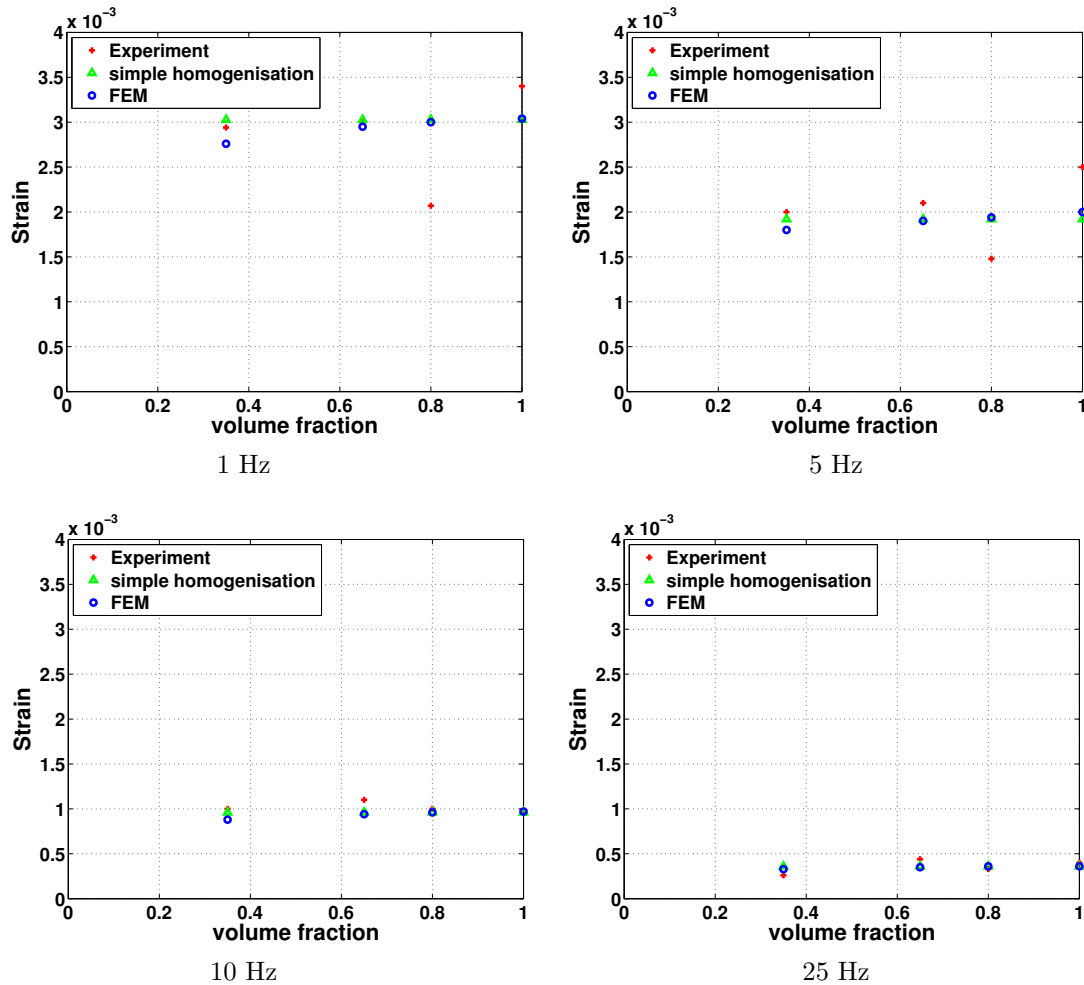 x 10⁻³
4
3.5
3
2.5
2
1.5
1
0.5
0
Strain
Experiment
simple homogenisation
FEM
0 0.2 0.4 0.6 0.8 1
volume fraction
1 Hz
x 10⁻³
4
3.5
3
2.5
2
1.5
1
0.5
0
Strain
Experiment
simple homogenisation
FEM
0 0.2 0.4 0.6 0.8 1
volume fraction
5 Hz
x 10⁻³
4
3.5
3
2.5
2
1.5
1
0.5
0
Strain
Experiment
simple homogenisation
FEM
0 0.2 0.4 0.6 0.8 1
volume fraction
10 Hz
x 10⁻³
4
3.5
3
2.5
2
1.5
1
0.5
0
Strain
Experiment
simple homogenisation
FEM
0 0.2 0.4 0.6 0.8 1
volume fraction
25 Hz